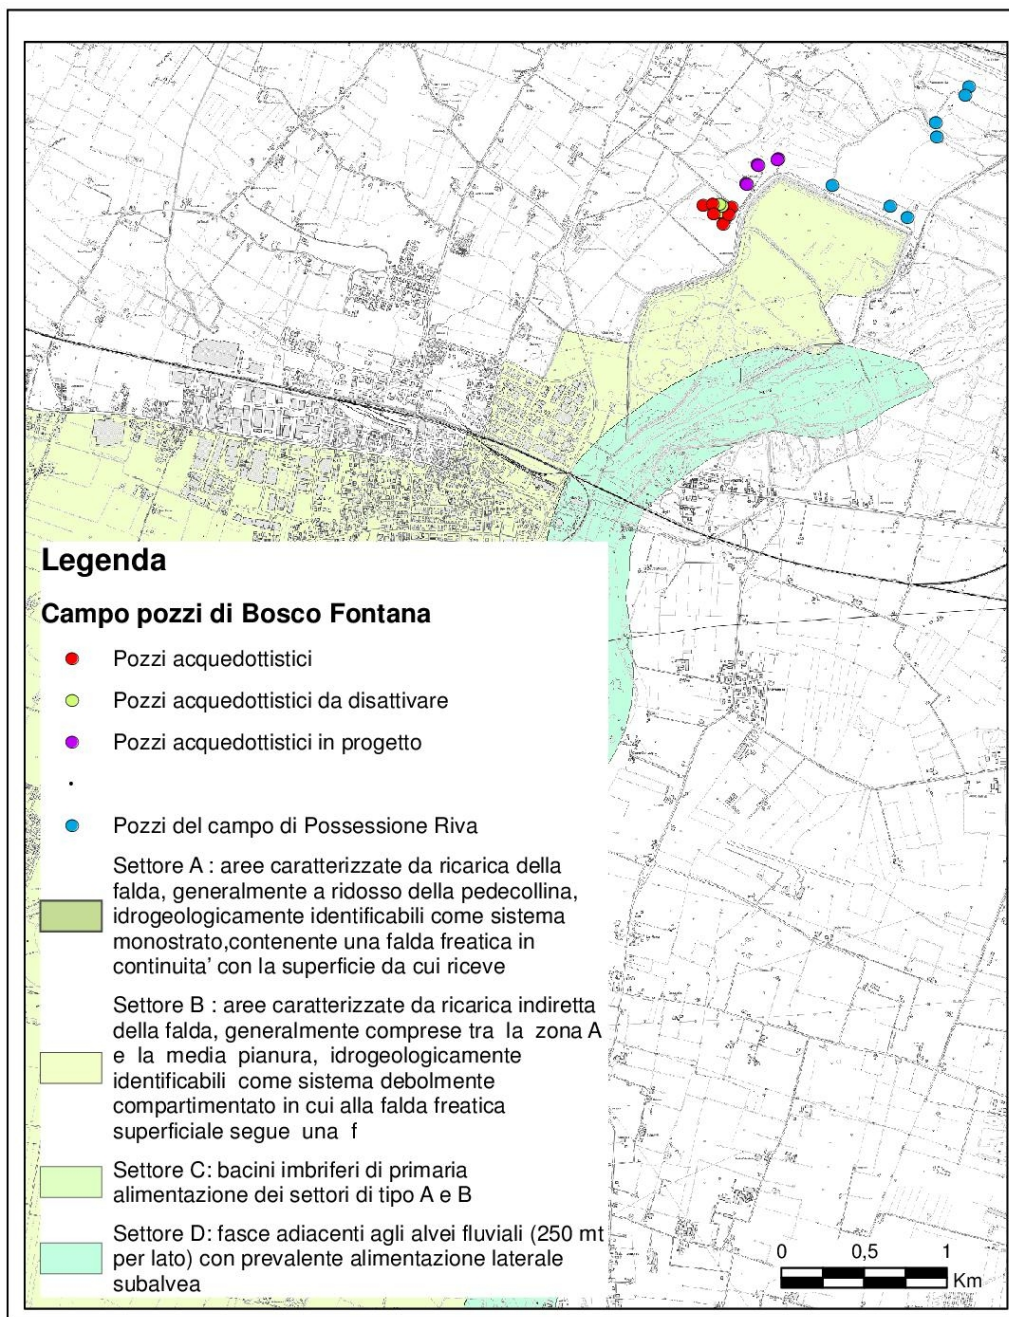 Legenda
Campo pozzi di Bosco Fontana
Pozzi acquedottistici
Pozzi acquedottistici da disattivare
Pozzi acquedottistici in progetto
Pozzi del campo di Possessione Riva
Settore A : aree caratterizzate da ricarica della
falda, generalmente a ridosso della pedecollina,
idrogeologicamente identificabili come sistema
monostrato,contenente una falda freatica in
continuita' con la superficie da cui riceve
Settore B : aree caratterizzate da ricarica indiretta
della falda, generalmente comprese tra la zona A
e la media pianura, idrogeologicamente
identificabili come sistema debolmente
compartimentato in cui alla falda freatica
superficiale segue una f
Settore C: bacini imbriferi di primaria
alimentazione dei settori di tipo A e B
Settore D: fasce adiacenti agli alvei fluviali (250 mt
per lato) con prevalente alimentazione laterale
subalvea
0 0,5 1
Km